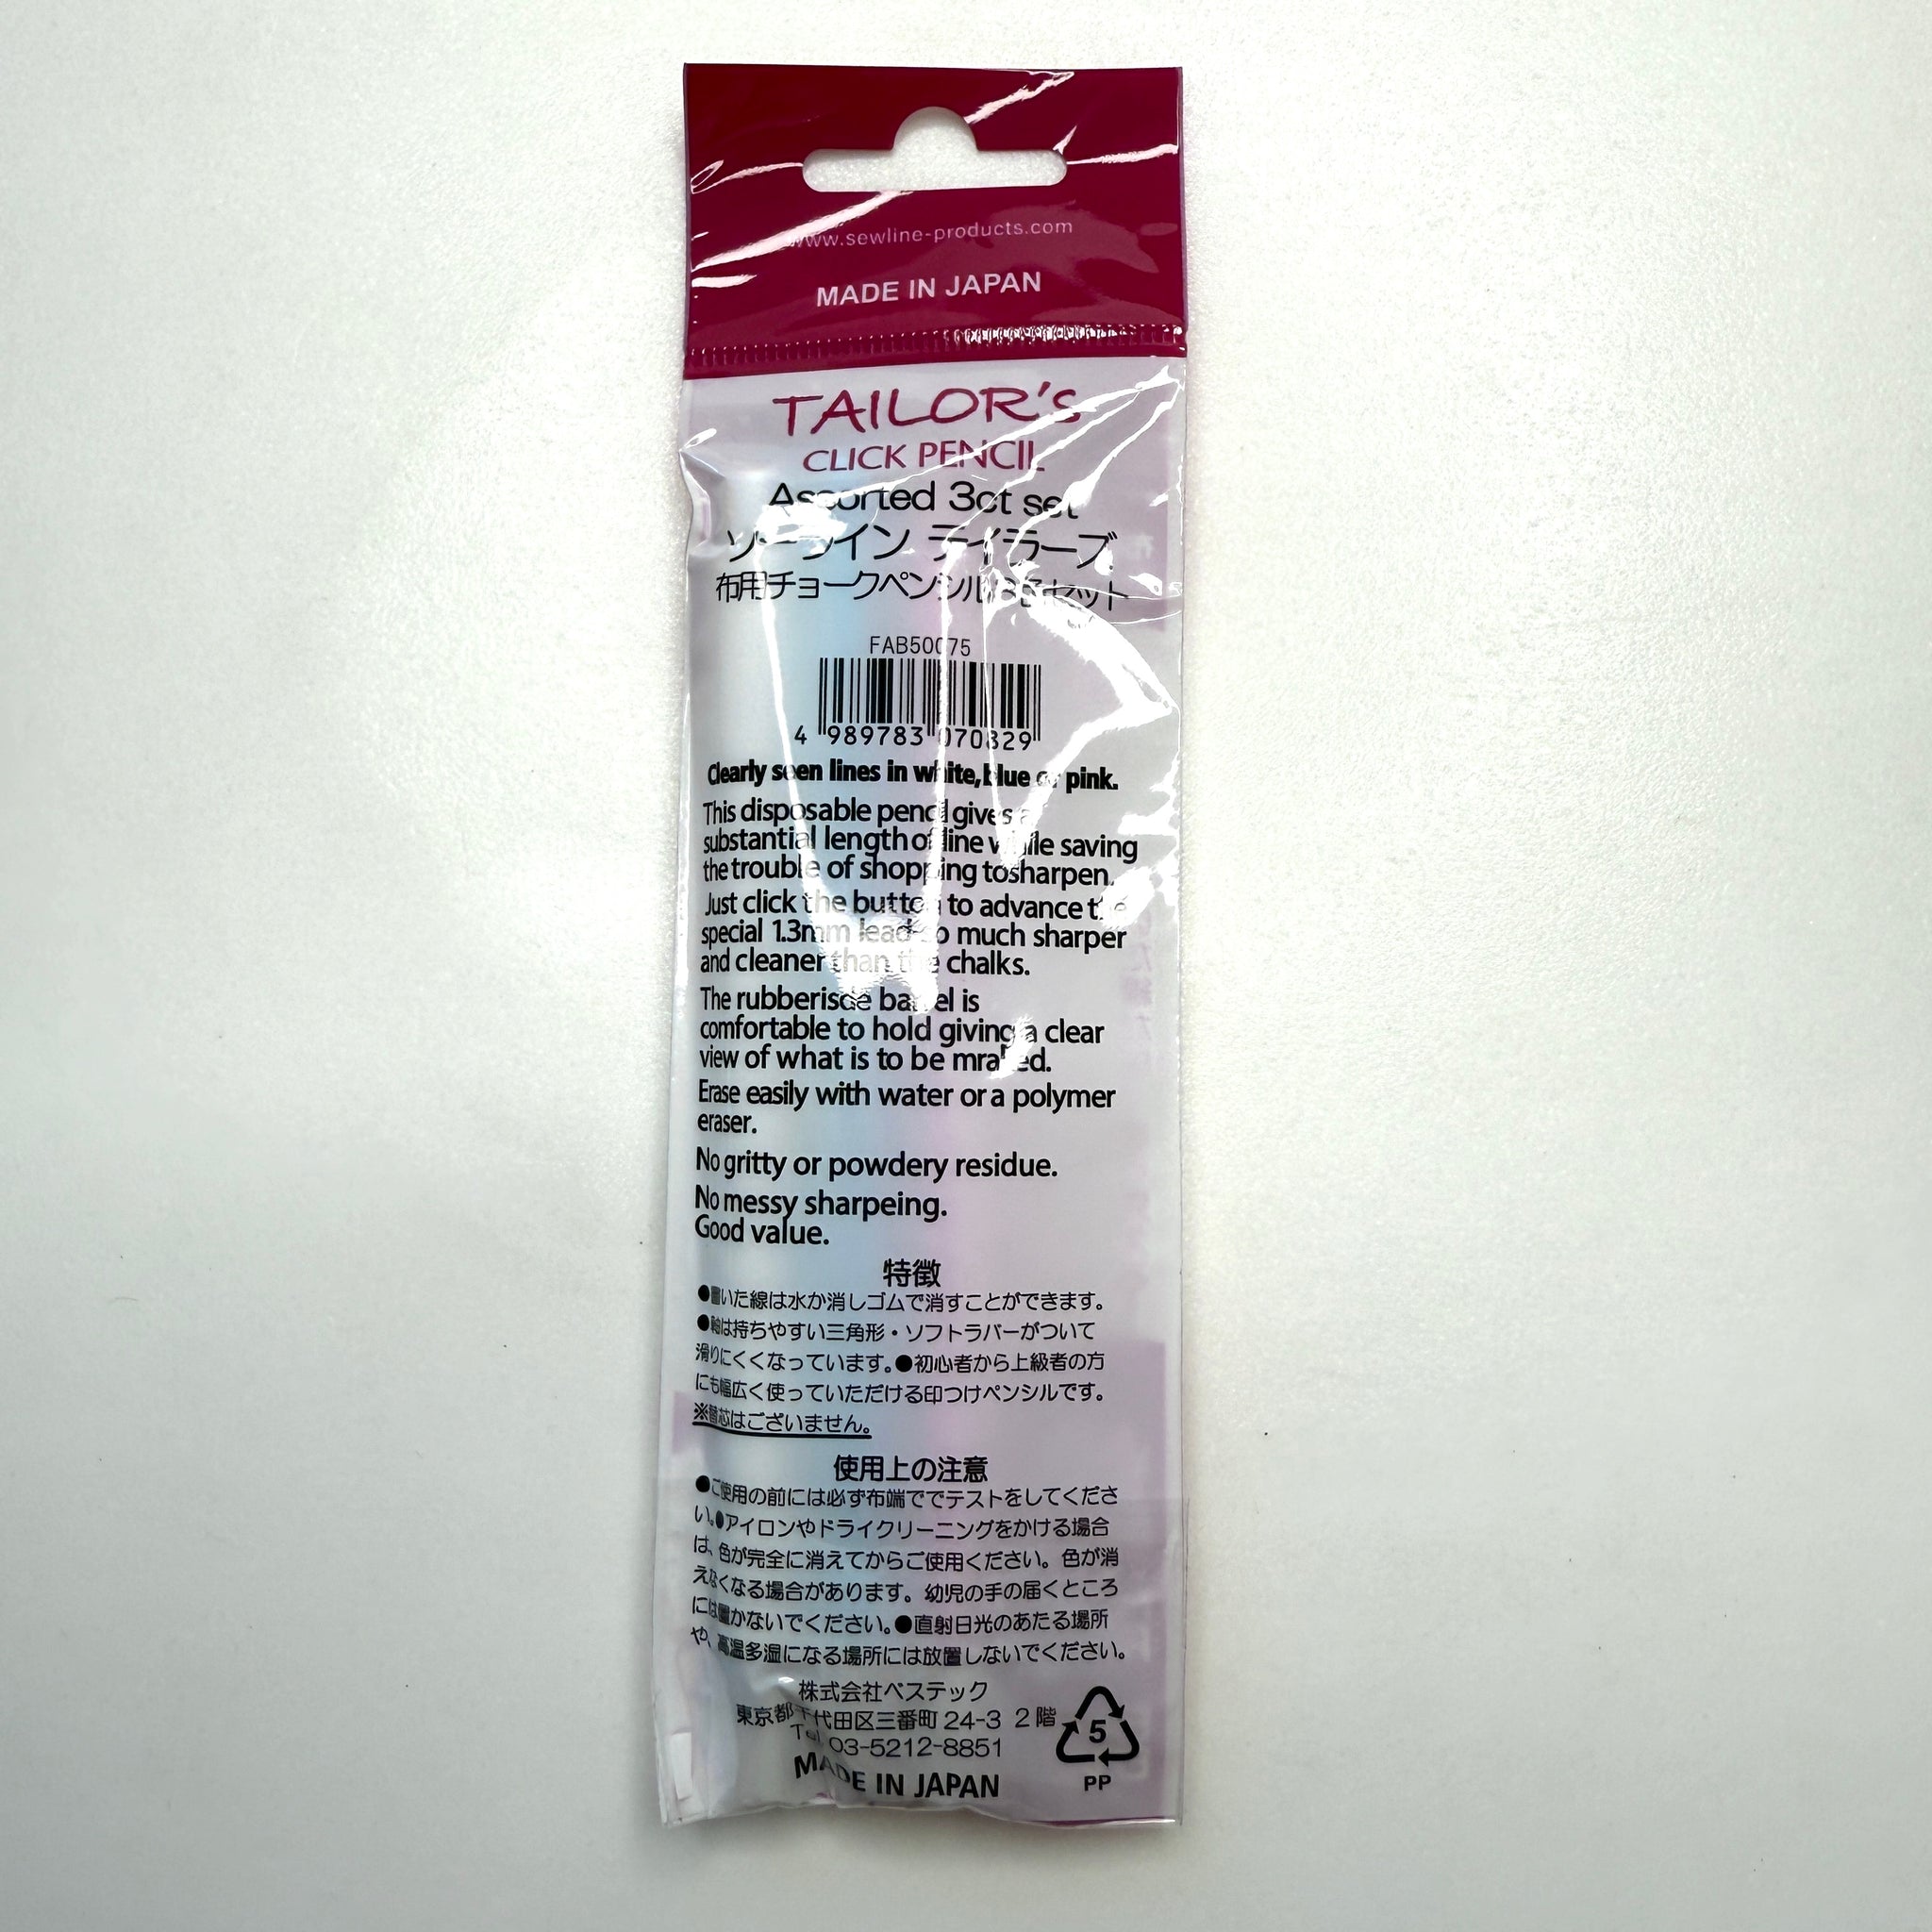 www.sewline-products.com
MADE IN JAPAN
TAILOR's
CLICK PENCIL
Assorted 3ct set
ソーライン テイラーズ
布用チョークペンシル3色セット
FAB50075
4 989783 070829
Clearly seen lines in white,blue or pink.
This disposable pencil gives a
substantial length of line while saving
the trouble of shopping tosharpen.
Just click the button to advance the
special 1.3mm lead-so much sharper
and cleaner than the chalks.
The rubberisde barrel is
comfortable to hold giving a clear
view of what is to be mraked.
Erase easily with water or a polymer
eraser.
No gritty or powdery residue.
No messy sharpeing.
Good value.
特徴
●書いた線は水か消しゴムで消すことができます。
●軸は持ちやすい三角形・ソフトラバーがついて
滑りにくくなっています。●初心者から上級者の方
にも幅広く使っていただける印つけペンシルです。
※替芯はございません。
使用上の注意
●ご使用の前には必ず布端ででテストをしてくださ
い。●アイロンやドライクリーニングをかける場合
は、色が完全に消えてからご使用ください。色が消
えなくなる場合があります。幼児の手の届くところ
には置かないでください。●直射日光のあたる場所
や、高温多湿になる場所には放置しないでください。
株式会社ベステック
東京都千代田区三番町 24-3 2階
Tel 03-5212-8851
MADE IN JAPAN
5
PP